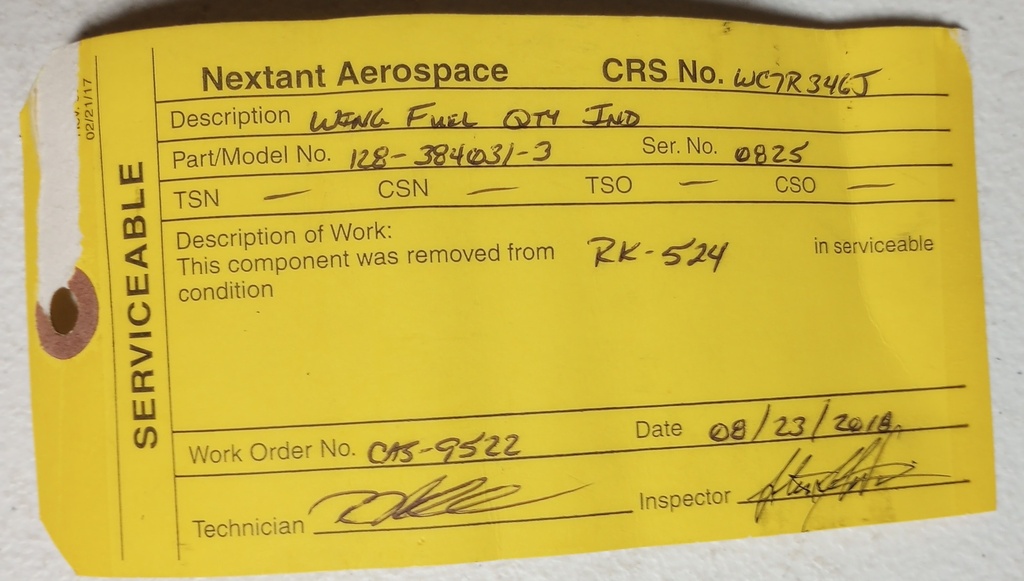 Nextant Aerospace CRS No. WC7R346J
Description WING FUEL QTY IND
Part/Model No. 128-384031-3 Ser. No. 0825
TSN — CSN — TSO — CSO —
Description of Work:
This component was removed from RK-524 in serviceable
condition
Work Order No. CAS-9522 Date 08/23/2018
Technician Inspector
SERVICEABLE
02/21/17